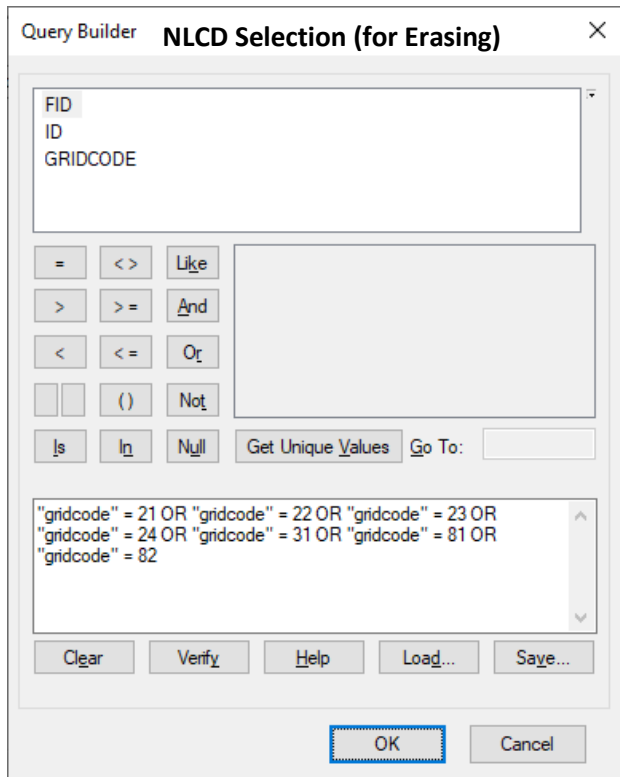 Query Builder NLCD Selection (for Erasing)
FID
ID
GRIDCODE
= < > Like
> > = And
< < = Or
( ) Not
Is In Null Get Unique Values Go To:
"gridcode" = 21 OR "gridcode" = 22 OR "gridcode" = 23 OR
"gridcode" = 24 OR "gridcode" = 31 OR "gridcode" = 81 OR
"gridcode" = 82
Clear Verify Help Load... Save...
OK Cancel